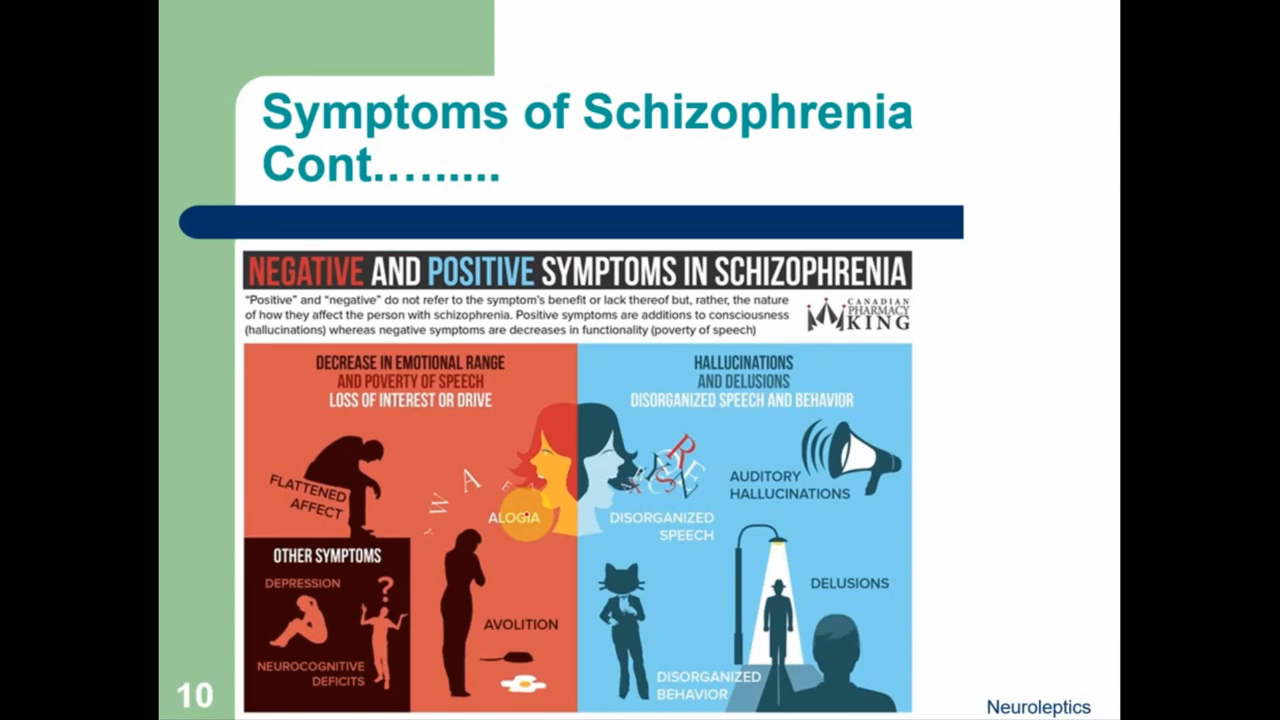 Symptoms of Schizophrenia
Cont.…......
NEGATIVE AND POSITIVE SYMPTOMS IN SCHIZOPHRENIA
"Positive" and "negative" do not refer to the symptom's benefit or lack thereof but, rather, the nature
of how they affect the person with schizophrenia. Positive symptoms are additions to consciousness
(hallucinations) whereas negative symptoms are decreases in functionality (poverty of speech)
CANADIAN
PHARMACY
KING
DECREASE IN EMOTIONAL RANGE
AND POVERTY OF SPEECH
LOSS OF INTEREST OR DRIVE
FLATTENED
AFFECT
ALOGIA
OTHER SYMPTOMS
DEPRESSION
?
NEUROCOGNITIVE
DEFICITS
AVOLITION
HALLUCINATIONS
AND DELUSIONS
DISORGANIZED SPEECH AND BEHAVIOR
AUDITORY
HALLUCINATIONS
DISORGANIZED
SPEECH
DELUSIONS
DISORGANIZED
BEHAVIOR
10
Neuroleptics